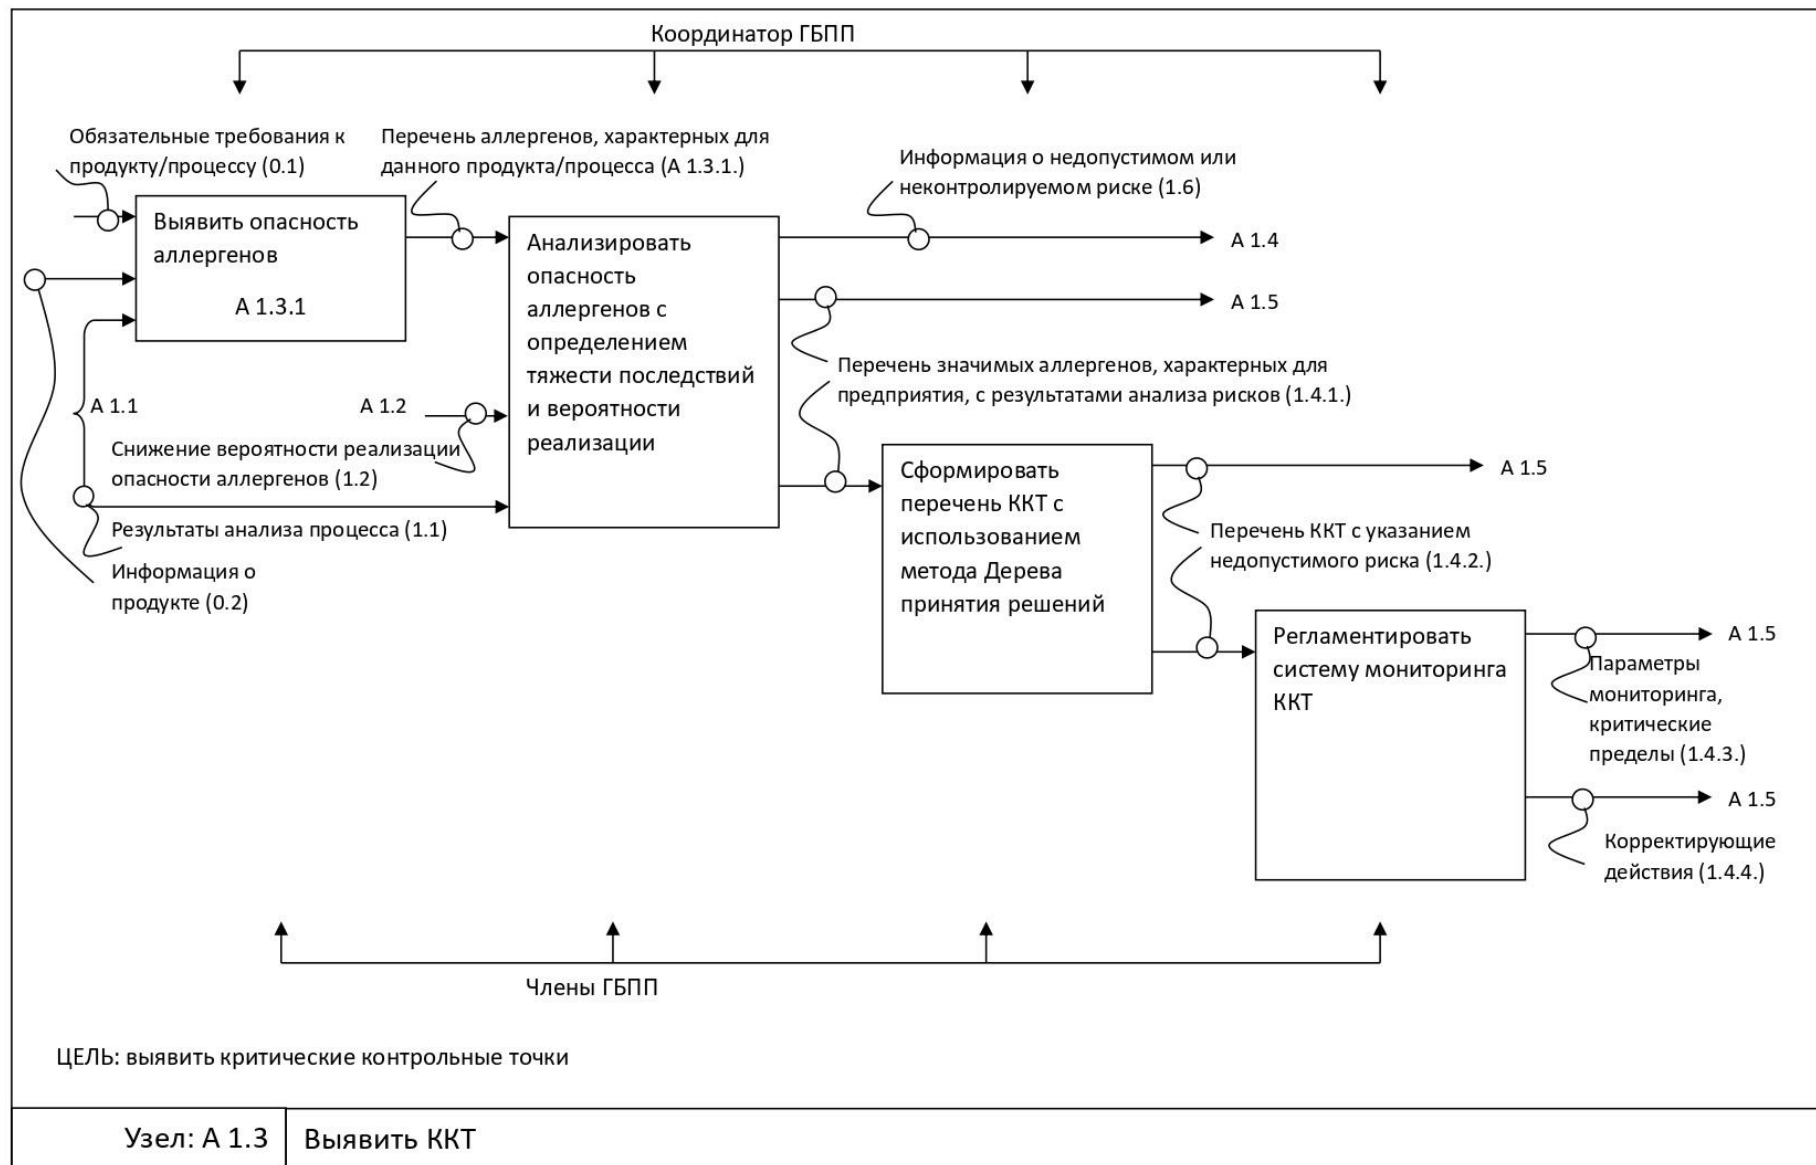 Координатор ГБПП
Обязательные требования к
продукту/процессу (0.1)
Перечень аллергенов, характерных для
данного продукта/процесса (А 1.3.1.)
Информация о недопустимом или
неконтролируемом риске (1.6)
Выявить опасность
аллергенов
А 1.3.1
Анализировать
опасность
аллергенов с
определением
тяжести последствий
и вероятности
реализации
А 1.4
А 1.5
Перечень значимых аллергенов, характерных для
предприятия, с результатами анализа рисков (1.4.1.)
А 1.1
А 1.2
Снижение вероятности реализации
опасности аллергенов (1.2)
Результаты анализа процесса (1.1)
Информация о
продукте (0.2)
Сформировать
перечень ККТ с
использованием
метода Дерева
принятия решений
А 1.5
Перечень ККТ с указанием
недопустимого риска (1.4.2.)
Регламентировать
систему мониторинга
ККТ
А 1.5
Параметры
мониторинга,
критические
пределы (1.4.3.)
А 1.5
Корректирующие
действия (1.4.4.)
Члены ГБПП
ЦЕЛЬ: выявить критические контрольные точки
Узел: А 1.3
Выявить ККТ